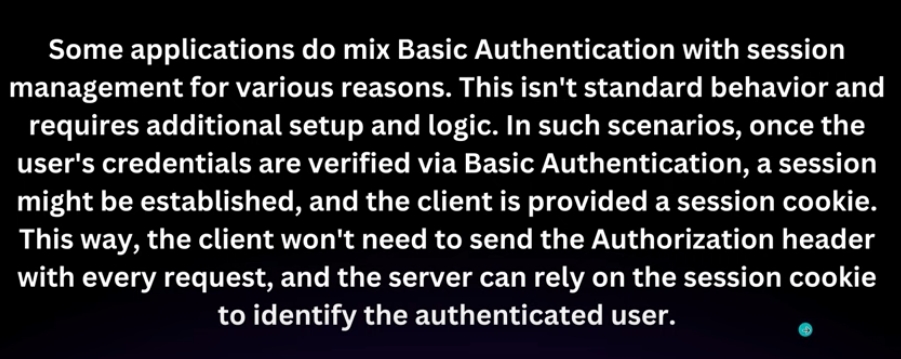 Some applications do mix Basic Authentication with session
management for various reasons. This isn't standard behavior and
requires additional setup and logic. In such scenarios, once the
user's credentials are verified via Basic Authentication, a session
might be established, and the client is provided a session cookie.
This way, the client won't need to send the Authorization header
with every request, and the server can rely on the session cookie
to identify the authenticated user.